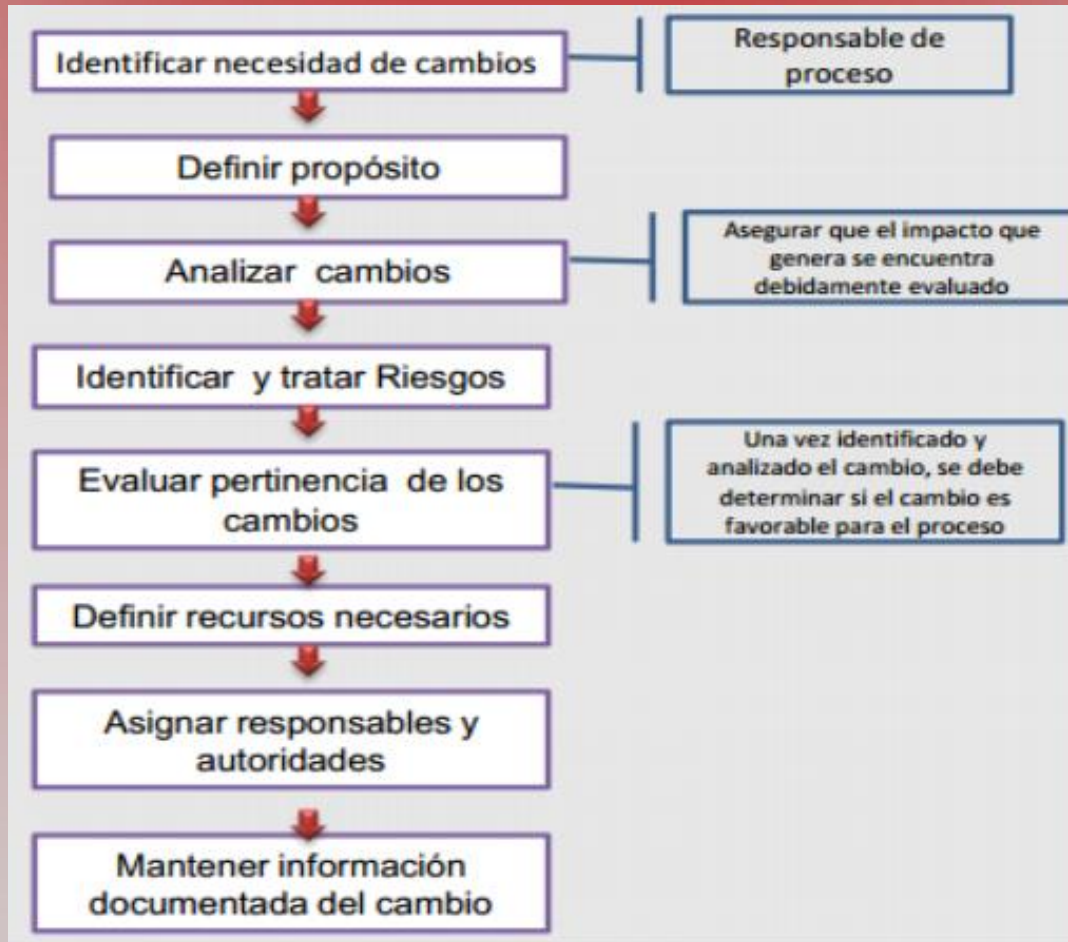 Identificar necesidad de cambios
Responsable de
proceso
Definir propósito
Analizar cambios
Asegurar que el impacto que
genera se encuentra
debidamente evaluado
Identificar y tratar Riesgos
Evaluar pertinencia de los
cambios
Una vez identificado y
analizado el cambio, se debe
determinar si el cambio es
favorable para el proceso
Definir recursos necesarios
Asignar responsables y
autoridades
Mantener información
documentada del cambio